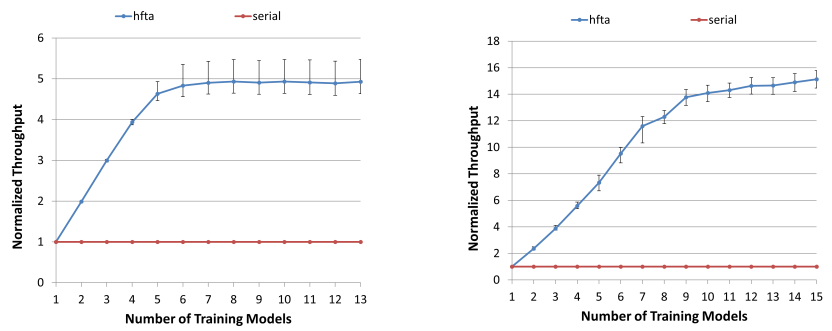 hfta serial
6
5
4
3
2
1
0
Normalized Throughput
1 2 3 4 5 6 7 8 9 10 11 12 13
Number of Training Models
hfta serial
18
16
14
12
10
8
6
4
2
0
Normalized Throughput
1 2 3 4 5 6 7 8 9 10 11 12 13 14 15
Number of Training Models